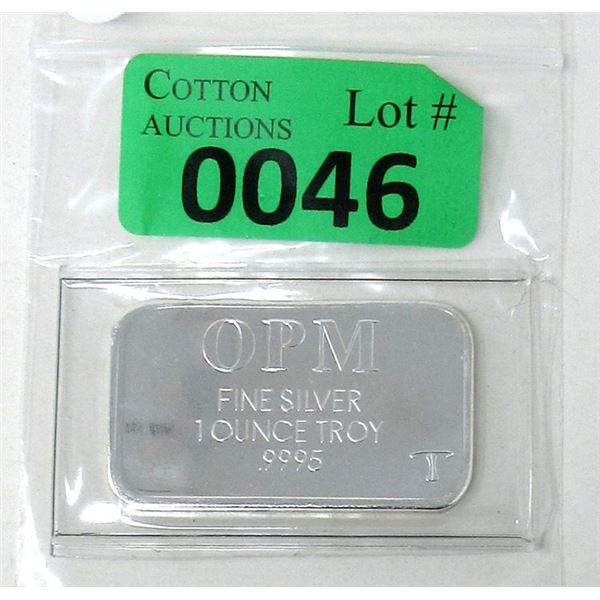 COTTON
AUCTIONS
Lot #
0046
OPM
FINE SILVER
1 OUNCE TROY
.9995
T